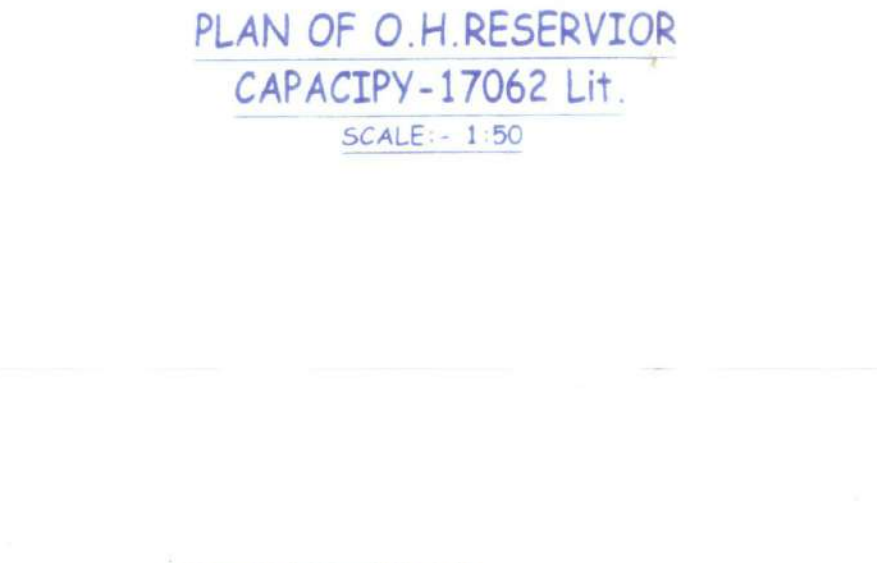 PLAN OF O.H.RESERVIOR
CAPACIPY-17062 Lit.
SCALE:- 1:50